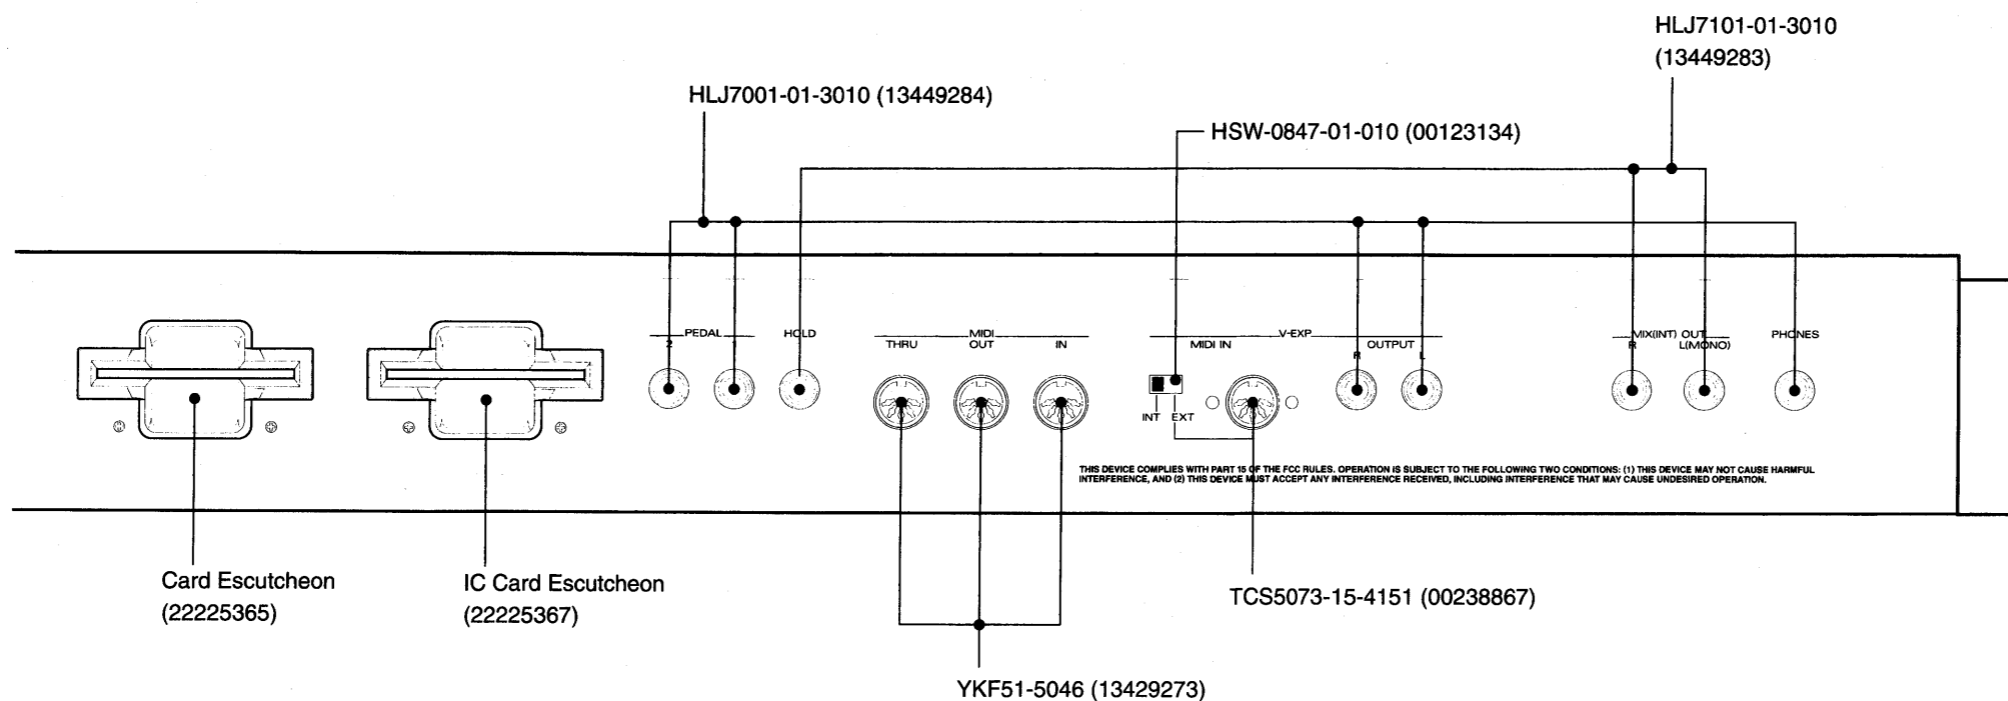 HLJ7101-01-3010
(13449283)
HLJ7001-01-3010 (13449284)
HSW-0847-01-010 (00123134)
PEDAL
2
1
HOLD
MIDI
THRU
OUT
IN
V-EXP
MIDI IN
OUTPUT
R
L
MIX(INT) OUT
R
L(MONO)
PHONES
INT
EXT
THIS DEVICE COMPLIES WITH PART 15 OF THE FCC RULES. OPERATION IS SUBJECT TO THE FOLLOWING TWO CONDITIONS: (1) THIS DEVICE MAY NOT CAUSE HARMFUL
INTERFERENCE, AND (2) THIS DEVICE MUST ACCEPT ANY INTERFERENCE RECEIVED, INCLUDING INTERFERENCE THAT MAY CAUSE UNDESIRED OPERATION.
Card Escutcheon
(22225365)
IC Card Escutcheon
(22225367)
TCS5073-15-4151 (00238867)
YKF51-5046 (13429273)